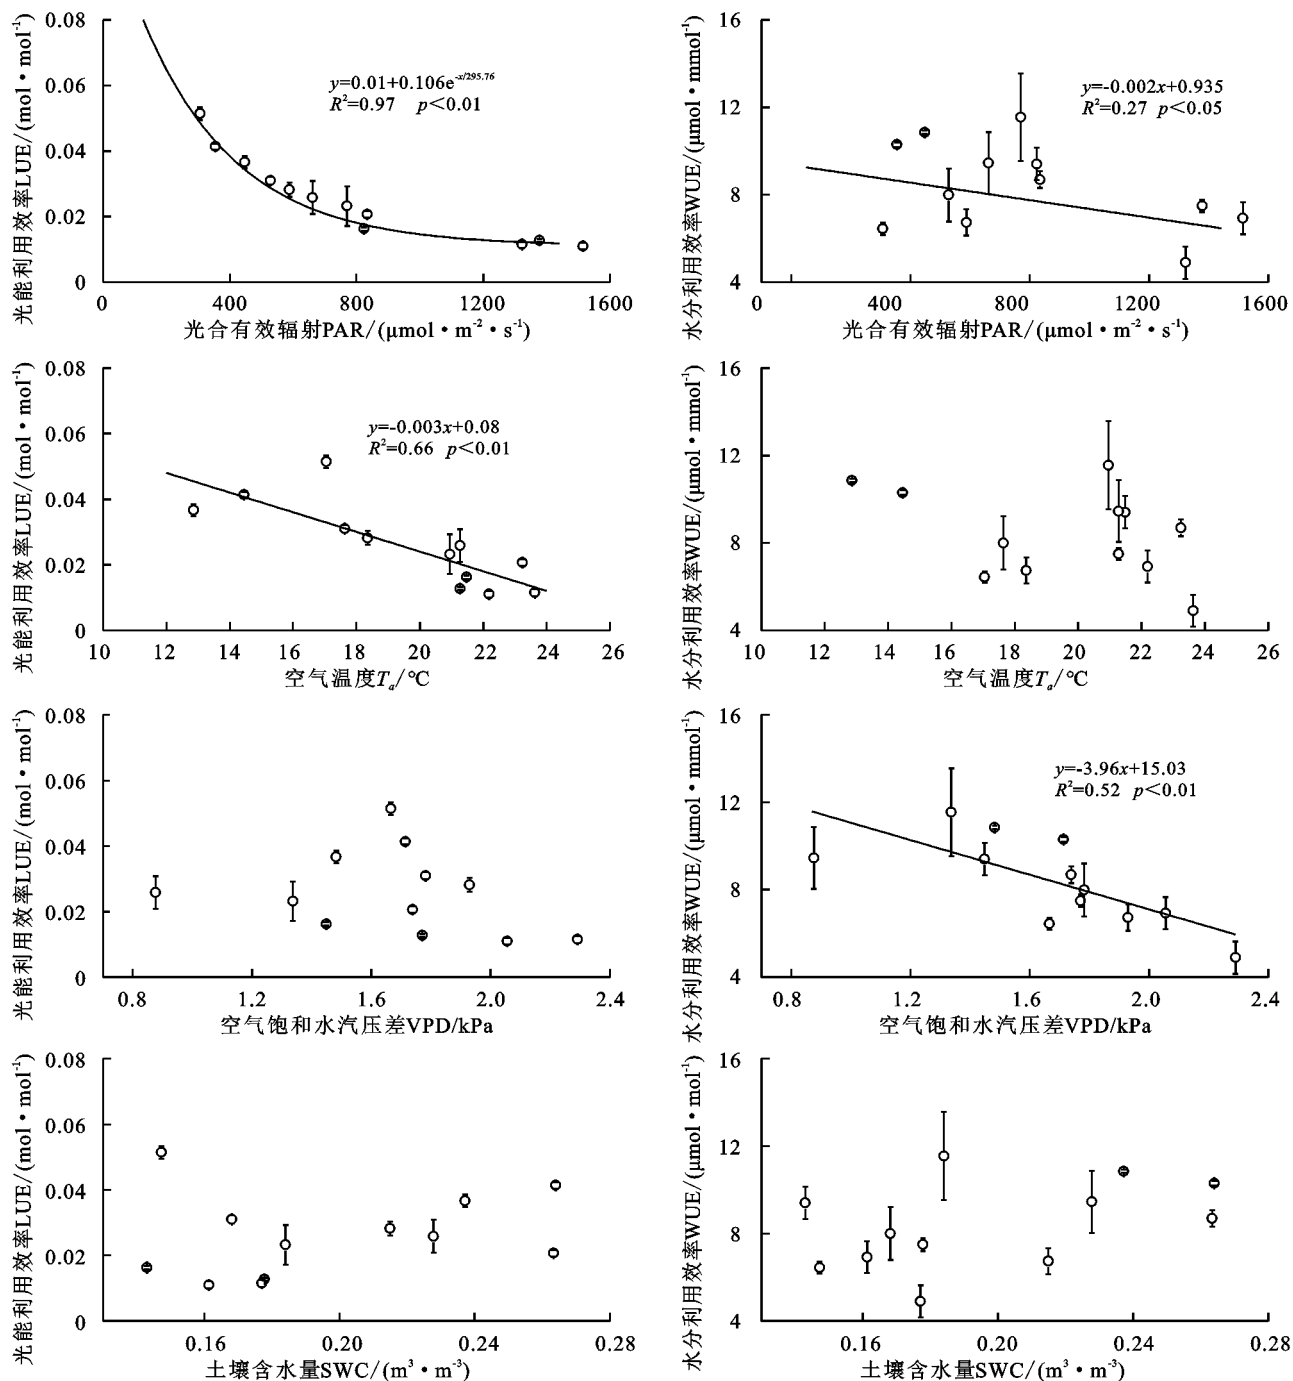 光能利用效率LUE/(mol·mol⁻¹)
0.08
0.06
0.04
0.02
0
y=0.01+0.106e⁻ˣ/²⁹⁵·⁷⁶
R²=0.97 p<0.01
0 400 800 1200 1600
光合有效辐射PAR/(μmol·m⁻²·s⁻¹)
水分利用效率WUE/(μmol·mmol⁻¹)
16
12
8
4
y=-0.002x+0.935
R²=0.27 p<0.05
0 400 800 1200 1600
光合有效辐射PAR/(μmol·m⁻²·s⁻¹)
光能利用效率LUE/(mol·mol⁻¹)
0.08
0.06
0.04
0.02
0
y=-0.003x+0.08
R²=0.66 p<0.01
10 12 14 16 18 20 22 24 26
空气温度Tₐ/°C
水分利用效率WUE/(μmol·mmol⁻¹)
16
12
8
4
10 12 14 16 18 20 22 24 26
空气温度Tₐ/°C
光能利用效率LUE/(mol·mol⁻¹)
0.08
0.06
0.04
0.02
0
0.8 1.2 1.6 2.0 2.4
空气饱和水汽压差VPD/kPa
水分利用效率WUE/(μmol·mmol⁻¹)
16
12
8
4
y=-3.96x+15.03
R²=0.52 p<0.01
0.8 1.2 1.6 2.0 2.4
空气饱和水汽压差VPD/kPa
光能利用效率LUE/(mol·mol⁻¹)
0.08
0.06
0.04
0.02
0
0.16 0.20 0.24 0.28
土壤含水量SWC/(m³·m⁻³)
水分利用效率WUE/(μmol·mol⁻¹)
16
12
8
4
0.16 0.20 0.24 0.28
土壤含水量SWC/(m³·m⁻³)